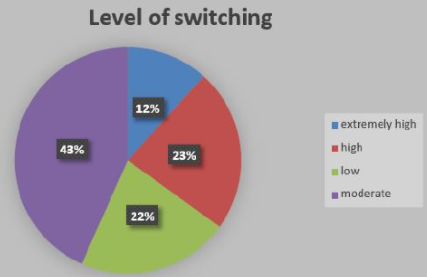 Level of switching
12%
23%
22%
43%
extremely high
high
low
moderate